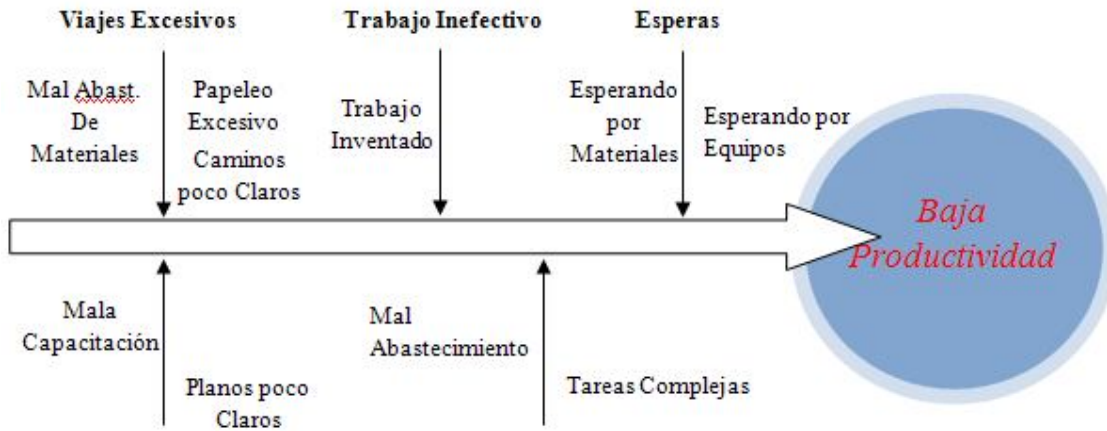 Viajes Excesivos
Trabajo Inefectivo
Esperas
Mal Abast.
De
Materiales
Papeleo
Excesivo
Caminos
poco Claros
Trabajo
Inventado
Esperando
por
Materiales
Esperando por
Equipos
Baja
Productividad
Mala
Capacitación
Planos poco
Claros
Mal
Abastecimiento
Tareas Complejas